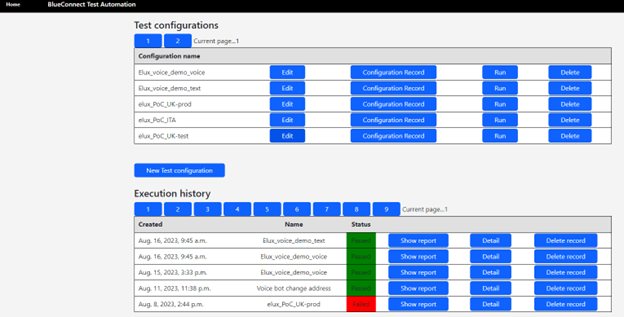 Home BlueConnect Test Automation
Test configurations
1 2 Current page...1
Configuration name
Elux_voice_demo_voice Edit Configuration Record Run Delete
Elux_voice_demo_text Edit Configuration Record Run Delete
elux_PoC_UK-prod Edit Configuration Record Run Delete
elux_PoC_ITA Edit Configuration Record Run Delete
elux_PoC_UK-test Edit Configuration Record Run Delete
New Test configuration
Execution history
1 2 3 4 5 6 7 8 9 Current page...1
Created Name Status
Aug. 16, 2023, 9:45 a.m. Elux_voice_demo_text Passed Show report Detail Delete record
Aug. 16, 2023, 9:45 a.m. Elux_voice_demo_voice Passed Show report Detail Delete record
Aug. 15, 2023, 3:33 p.m. Elux_voice_demo_voice Passed Show report Detail Delete record
Aug. 11, 2023, 11:38 p.m. Voice bot change address Passed Show report Detail Delete record
Aug. 8, 2023, 2:44 p.m. elux_PoC_UK-prod Failed Show report Detail Delete record